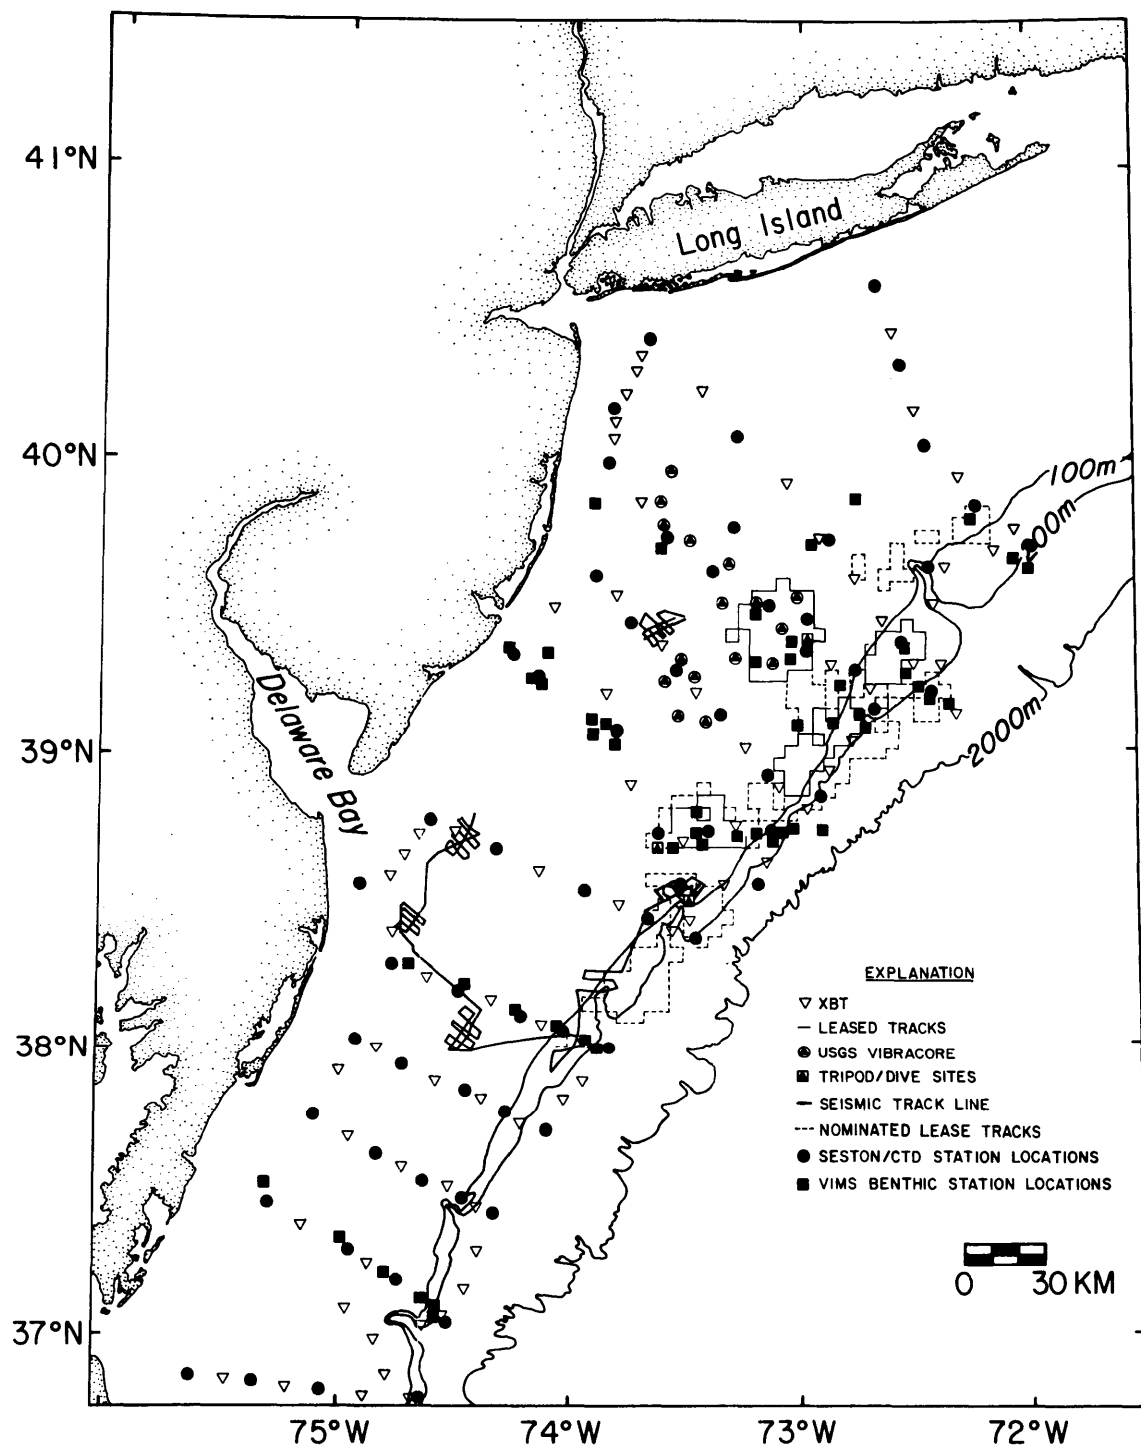 41°N
Long Island
40°N
100m
00m
Delaware Bay
39°N
2000m
EXPLANATION
XBT
LEASED TRACKS
38°N
USGS VIBRACORE
TRIPOD/DIVE SITES
SEISMIC TRACK LINE
NOMINATED LEASE TRACKS
SESTON/CTD STATION LOCATIONS
VIMS BENTHIC STATION LOCATIONS
0 30 KM
37°N
75°W 74°W 73°W 72°W